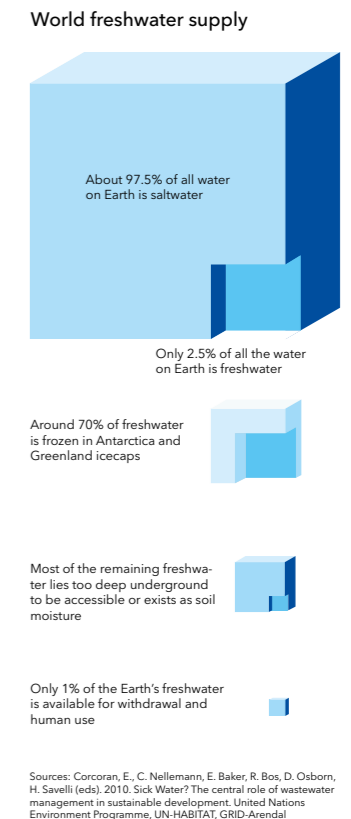 World freshwater supply
About 97.5% of all water
on Earth is saltwater
Only 2.5% of all the water
on Earth is freshwater
Around 70% of freshwater
is frozen in Antarctica and
Greenland icecaps
Most of the remaining freshwa-
ter lies too deep underground
to be accessible or exists as soil
moisture
Only 1% of the Earth’s freshwater
is available for withdrawal and
human use
Sources: Corcoran, E., C. Nellemann, E. Baker, R. Bos, D. Osborn,
H. Savelli (eds). 2010. Sick Water? The central role of wastewater
management in sustainable development. United Nations
Environment Programme, UN-HABITAT, GRID-Arendal